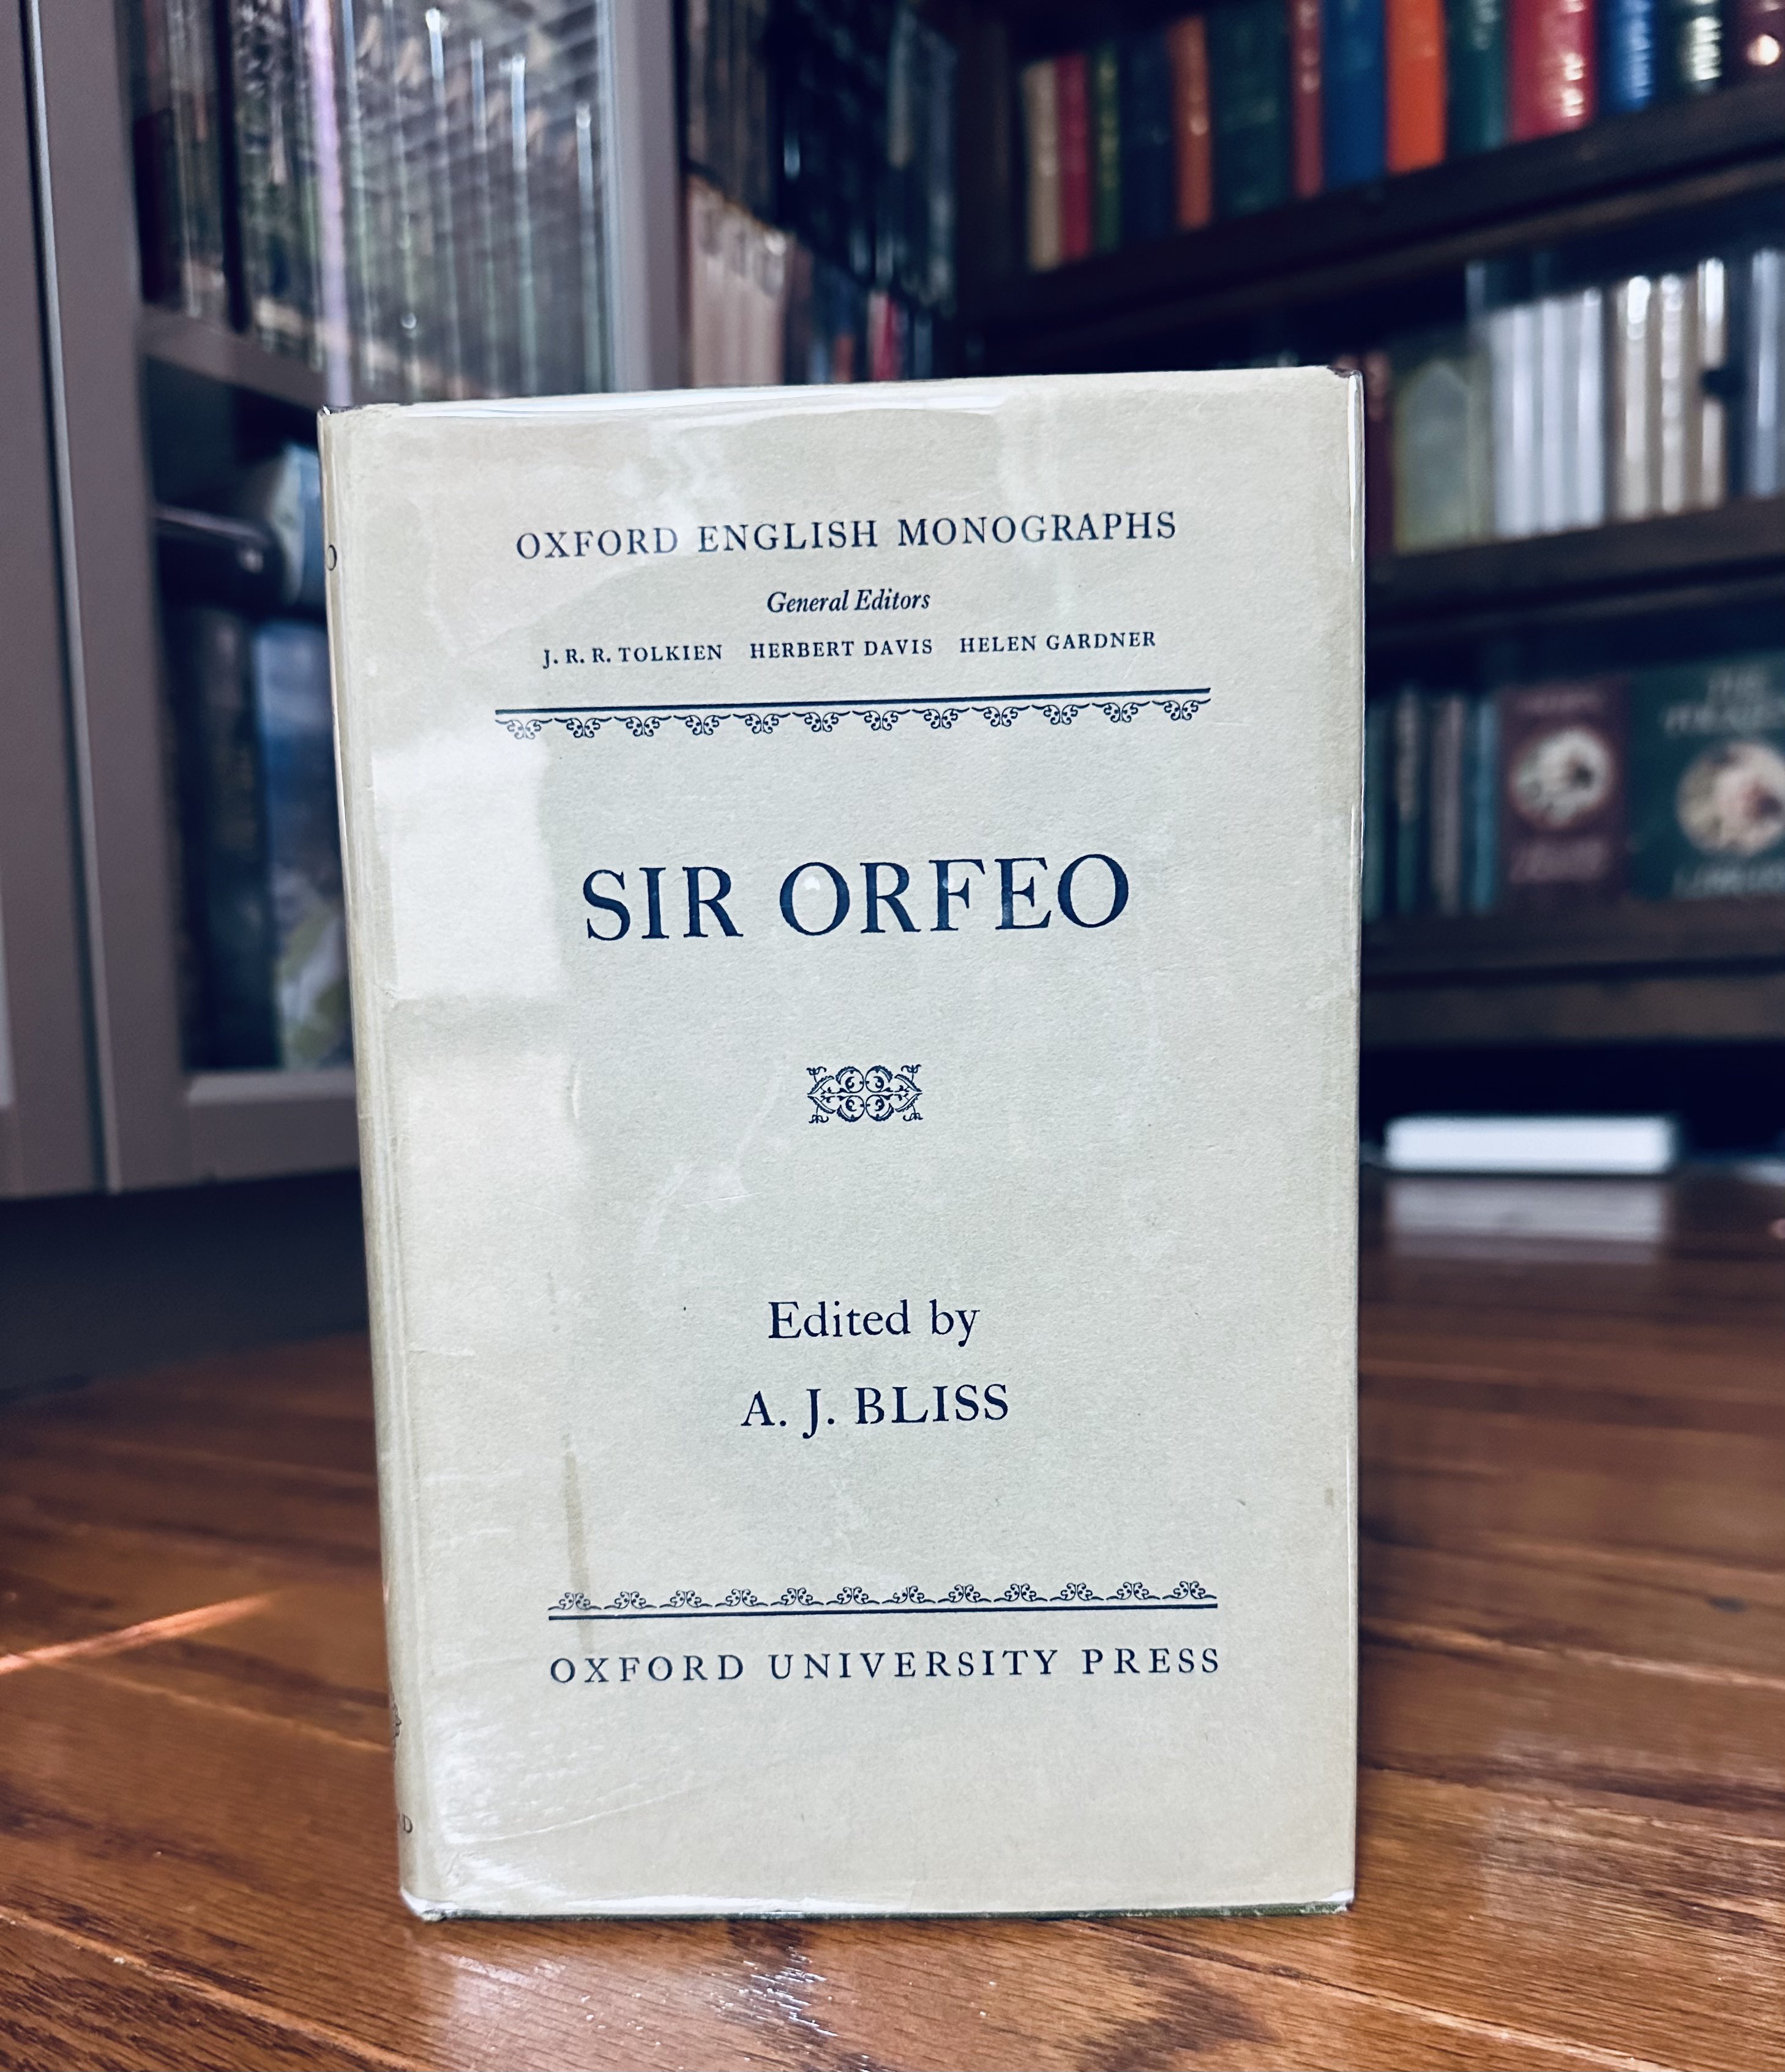 OXFORD ENGLISH MONOGRAPHS
General Editors
J. R. R. TOLKIEN HERBERT DAVIS HELEN GARDNER
SIR ORFEO
Edited by
A. J. BLISS
OXFORD UNIVERSITY PRESS